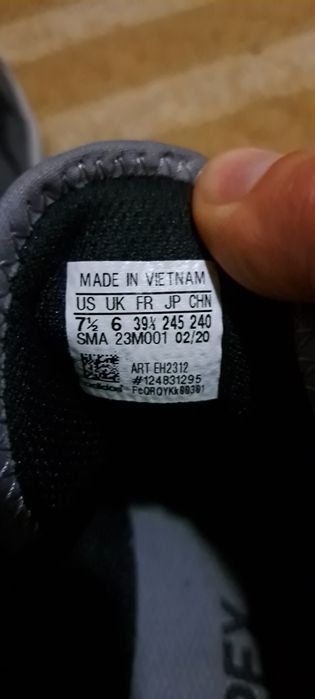 MADE IN VIETNAM
US UK FR JP CHN
7½ 6 39⅓ 245 240
SMA 23M001 02/20
ART EH2312
#124831295
adidas